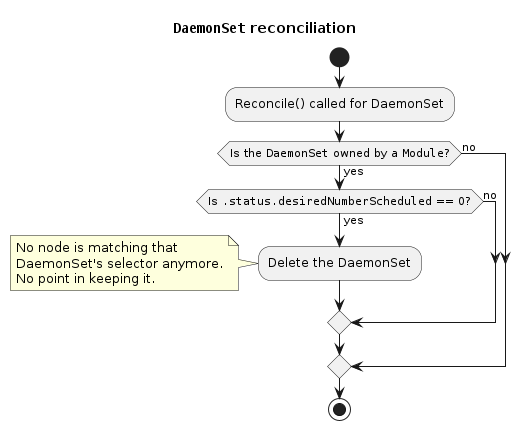 DaemonSet reconciliation
Reconcile() called for DaemonSet
Is the DaemonSet owned by a Module?
no
yes
Is .status.desiredNumberScheduled == 0?
no
yes
No node is matching that
DaemonSet's selector anymore.
No point in keeping it.
Delete the DaemonSet